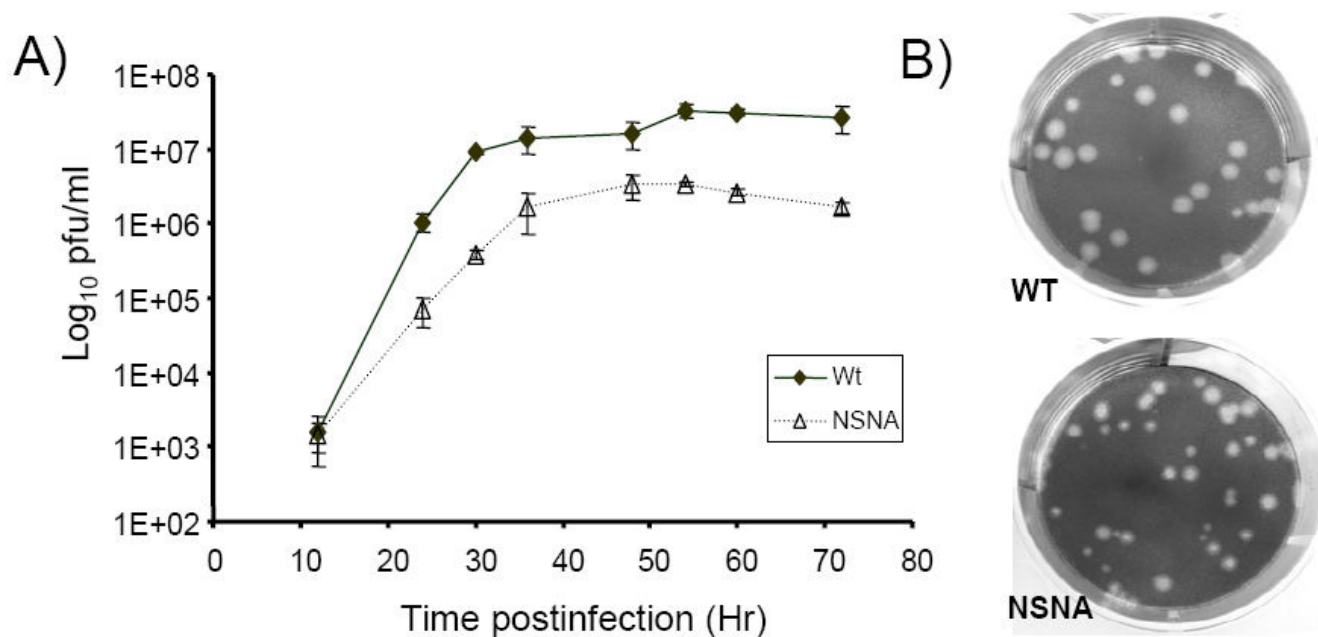 A)
1E+08
1E+07
1E+06
1E+05
1E+04
1E+03
1E+02
Log10 pfu/ml
0 10 20 30 40 50 60 70 80
Time postinfection (Hr)
Wt
NSNA
B)
WT
NSNA